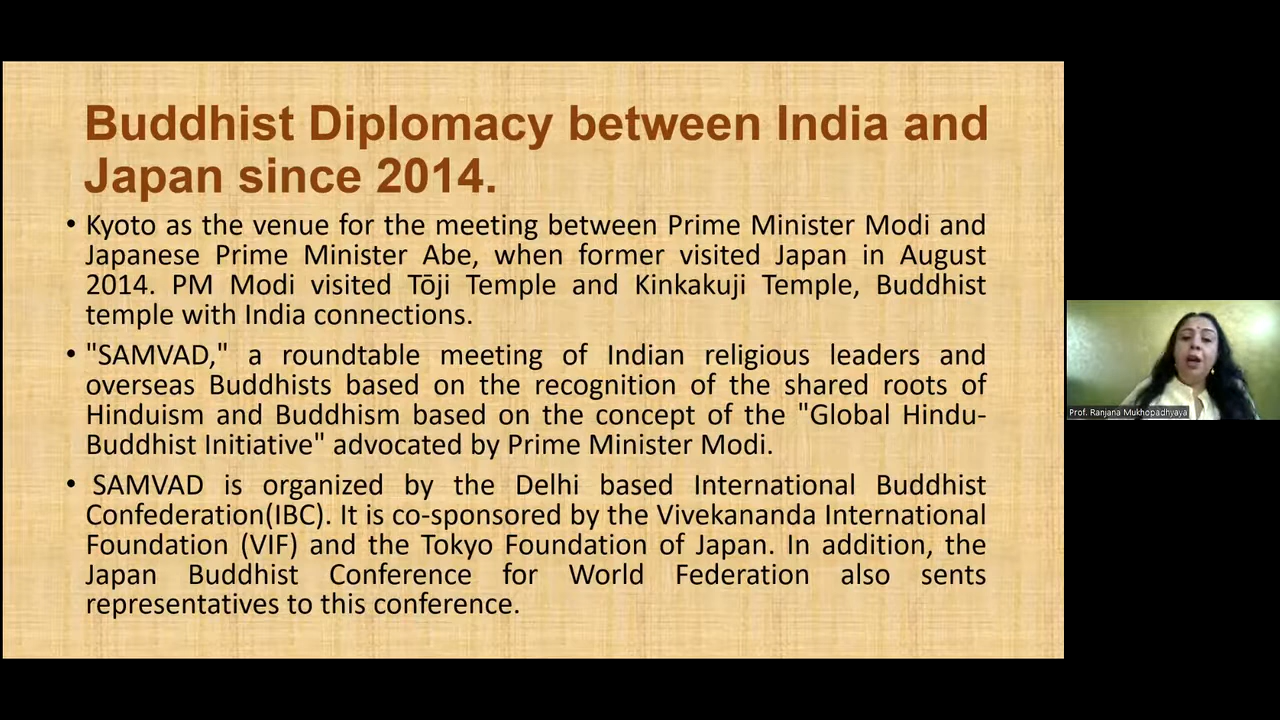 Buddhist Diplomacy between India and
Japan since 2014.
• Kyoto as the venue for the meeting between Prime Minister Modi and
Japanese Prime Minister Abe, when former visited Japan in August
2014. PM Modi visited Tōji Temple and Kinkakuji Temple, Buddhist
temple with India connections.
• "SAMVAD," a roundtable meeting of Indian religious leaders and
overseas Buddhists based on the recognition of the shared roots of
Hinduism and Buddhism based on the concept of the "Global Hindu-
Buddhist Initiative" advocated by Prime Minister Modi.
• SAMVAD is organized by the Delhi based International Buddhist
Confederation(IBC). It is co-sponsored by the Vivekananda International
Foundation (VIF) and the Tokyo Foundation of Japan. In addition, the
Japan Buddhist Conference for World Federation also sents
representatives to this conference.
Prof. Ranjana Mukhopadhyaya